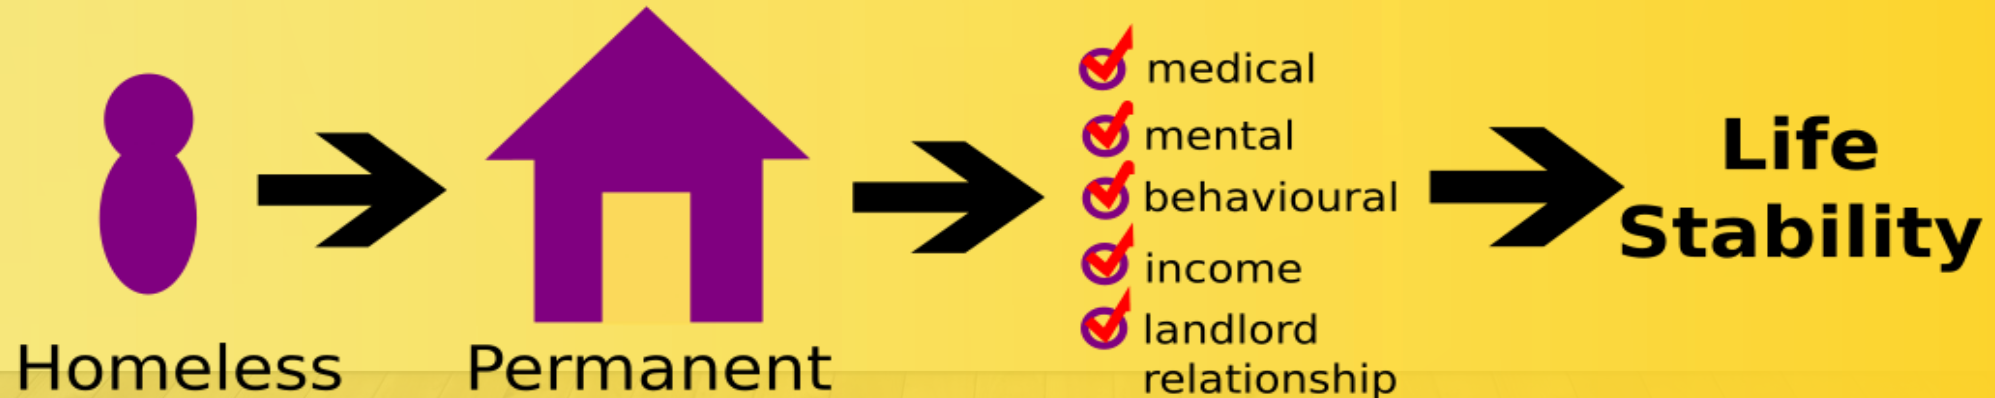 Homeless
Permanent
medical
mental
behavioural
income
landlord
relationship
Life
Stability